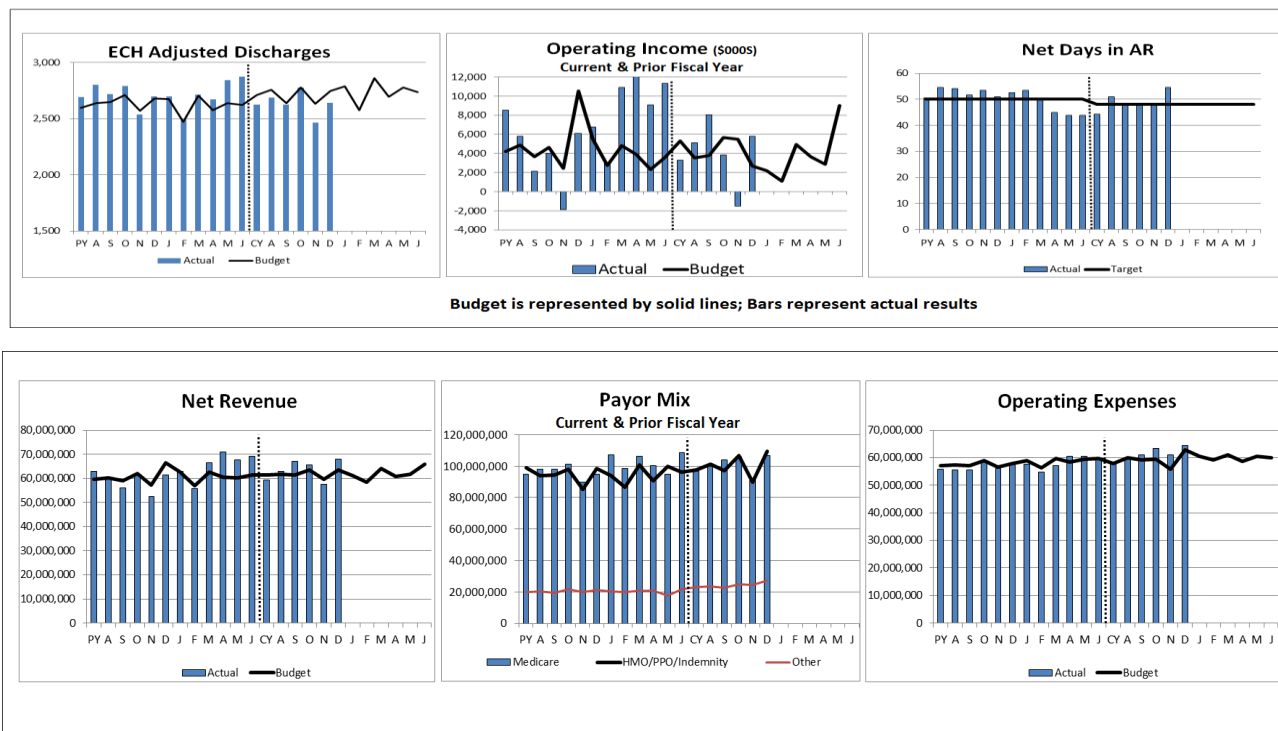 ECH Adjusted Discharges
3,000
2,500
2,000
1,500
PY A S O N D J F M A M J CY A S O N D J F M A M J
Actual Budget
Operating Income ($000S)
Current & Prior Fiscal Year
12,000
10,000
8,000
6,000
4,000
2,000
0
-2,000
-4,000
PY A S O N D J F M A M J CY A S O N D J F M A M J
Actual Budget
Net Days in AR
60
50
40
30
20
10
0
PY A S O N D J F M A M J CY A S O N D J F M A M J
Actual Target
Budget is represented by solid lines; Bars represent actual results
Net Revenue
80,000,000
70,000,000
60,000,000
50,000,000
40,000,000
30,000,000
20,000,000
10,000,000
0
PY A S O N D J F M A M J CY A S O N D J F M A M J
Actual Budget
Payor Mix
Current & Prior Fiscal Year
120,000,000
100,000,000
80,000,000
60,000,000
40,000,000
20,000,000
0
PY A S O N D J F M A M J CY A S O N D J F M A M J
Medicare HMO/PPO/Indemnity Other
Operating Expenses
70,000,000
60,000,000
50,000,000
40,000,000
30,000,000
20,000,000
10,000,000
0
PY A S O N D J F M A M J CY A S O N D J F M A M J
Actual Budget